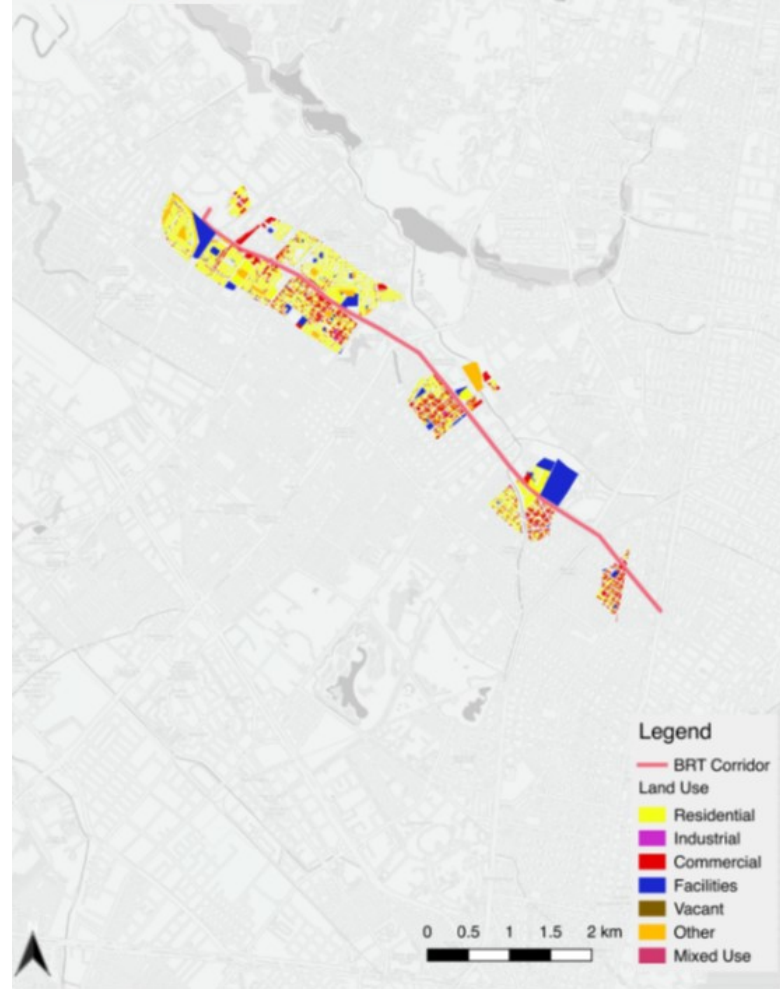 Legend
BRT Corridor
Land Use
Residential
Industrial
Commercial
Facilities
Vacant
Other
Mixed Use
0 0.5 1 1.5 2 km